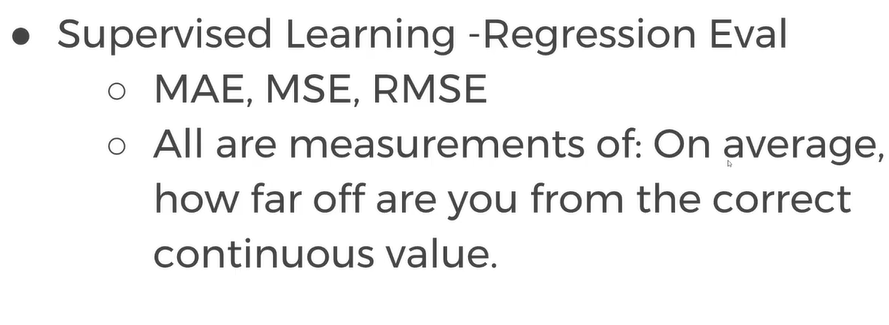 ● Supervised Learning -Regression Eval
○ MAE, MSE, RMSE
○ All are measurements of: On average,
how far off are you from the correct
continuous value.